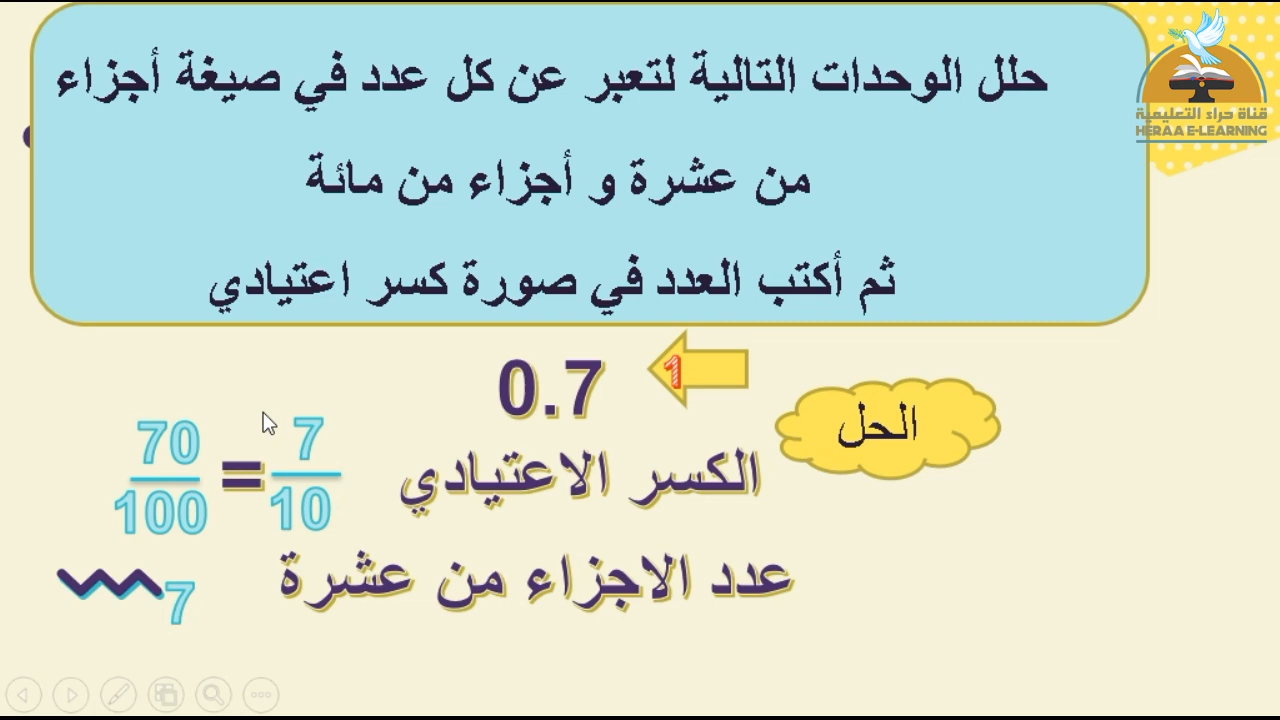 حلل الوحدات التالية لتعبر عن كل عدد في صيغة أجزاء
من عشرة و أجزاء من مائة
ثم أكتب العدد في صورة كسر اعتيادي
قناة حراء التعليمية
HERAA E-LEARNING
1
0.7
الحل
الكسر الاعتيادي
7/10 = 70/100
عدد الاجزاء من عشرة
7